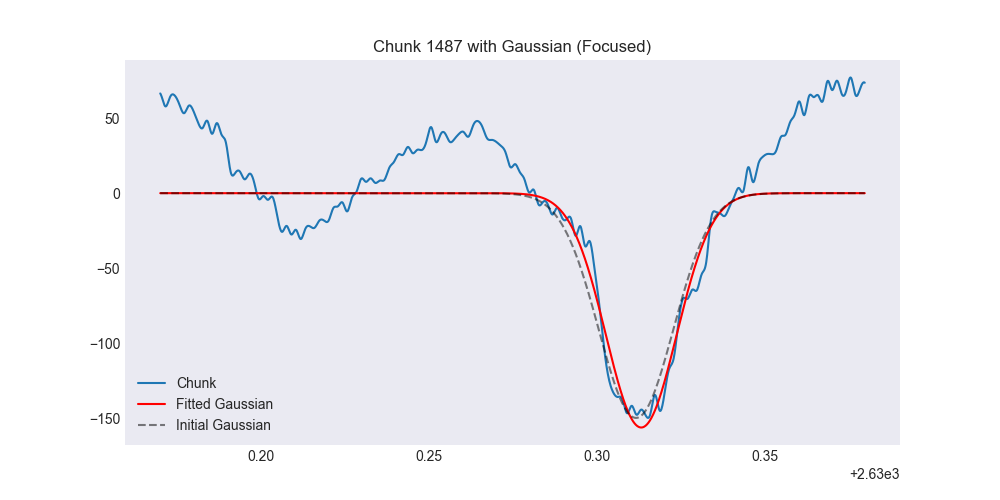 Chunk 1487 with Gaussian (Focused)
50
0
−50
−100
−150
Chunk
Fitted Gaussian
Initial Gaussian
0.20 0.25 0.30 0.35
+2.63e3